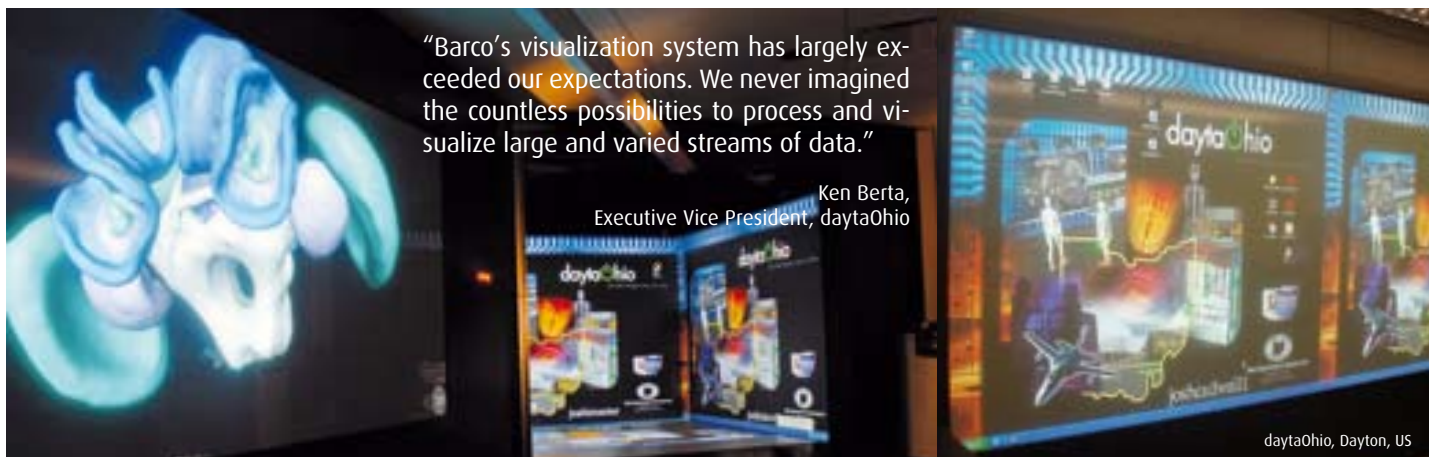 “Barco’s visualization system has largely ex-
ceeded our expectations. We never imagined
the countless possibilities to process and vi-
sualize large and varied streams of data.”
Ken Berta,
Executive Vice President, daytaOhio
daytaOhio
daytaOhio
daytaOhio
daytaOhio, Dayton, US